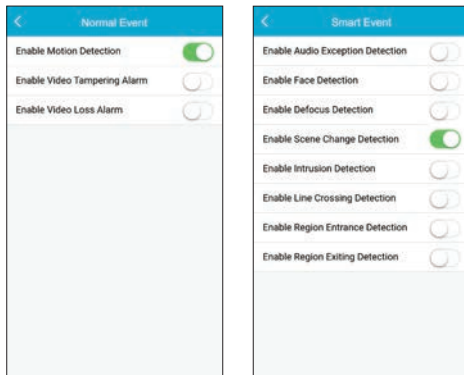 Normal Event
Enable Motion Detection
Enable Video Tampering Alarm
Enable Video Loss Alarm
Smart Event
Enable Audio Exception Detection
Enable Face Detection
Enable Defocus Detection
Enable Scene Change Detection
Enable Intrusion Detection
Enable Line Crossing Detection
Enable Region Entrance Detection
Enable Region Exiting Detection